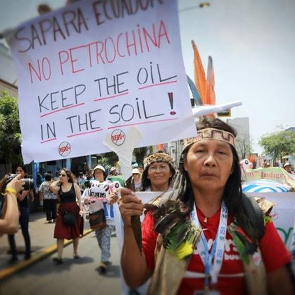 SAPARA ECUADOR
NO PETROCHINA
KEEP THE OIL
IN THE SOIL!